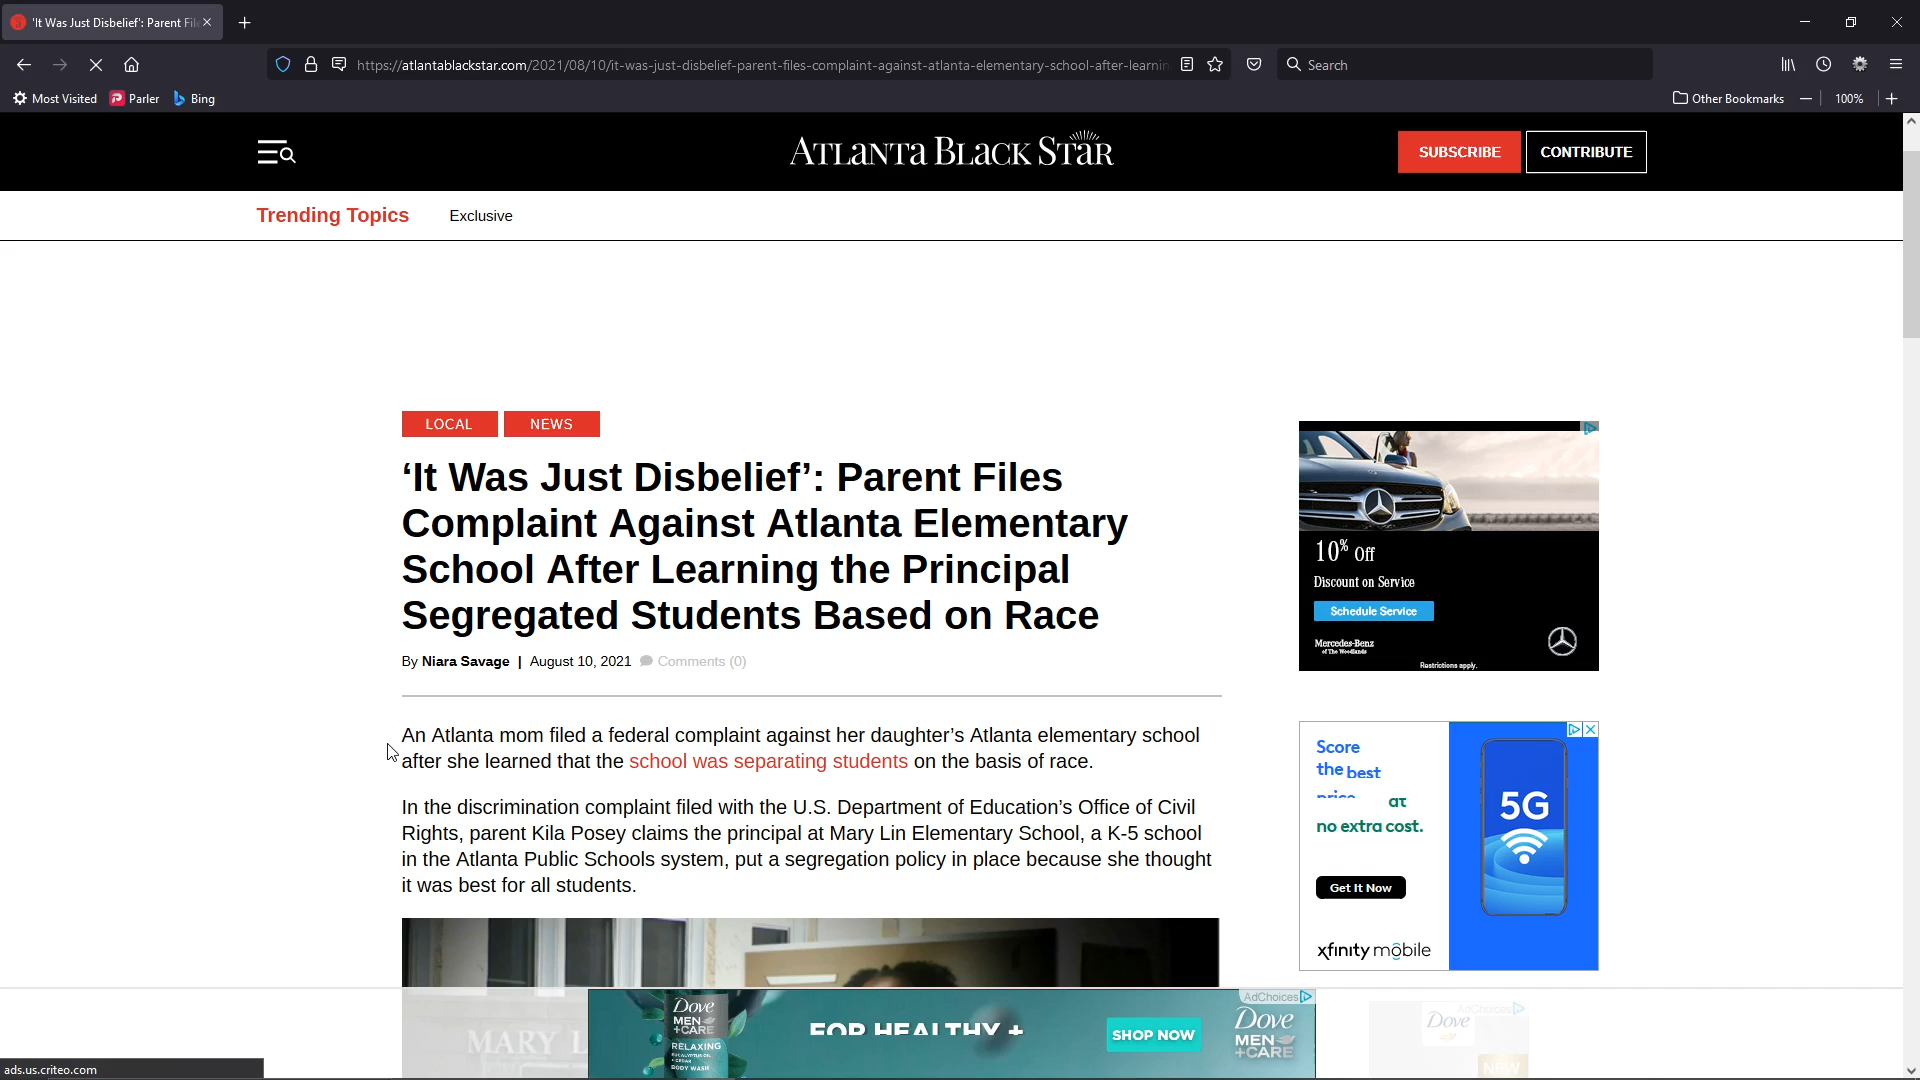 'It Was Just Disbelief': Parent File
https://atlantablackstar.com/2021/08/10/it-was-just-disbelief-parent-files-complaint-against-atlanta-elementary-school-after-learnin
Search
Most Visited
Parler
Bing
Other Bookmarks
100%
ATLANTA BLACK STAR
SUBSCRIBE
CONTRIBUTE
Trending Topics
Exclusive
LOCAL
NEWS
‘It Was Just Disbelief’: Parent Files
Complaint Against Atlanta Elementary
School After Learning the Principal
Segregated Students Based on Race
By Niara Savage | August 10, 2021 Comments (0)
An Atlanta mom filed a federal complaint against her daughter’s Atlanta elementary school
after she learned that the school was separating students on the basis of race.
In the discrimination complaint filed with the U.S. Department of Education’s Office of Civil
Rights, parent Kila Posey claims the principal at Mary Lin Elementary School, a K-5 school
in the Atlanta Public Schools system, put a segregation policy in place because she thought
it was best for all students.
10% Off
Discount on Service
Schedule Service
Mercedes-Benz
of The Woodlands
Restrictions apply.
Score
the best
price
at
no extra cost.
5G
Get It Now
xfinity mobile
MARY L
Dove
MEN
+CARE
RELAXING
EUCALYPTUS OIL
+ CEDAR
BODY WASH
FOR HEALTHY +
SHOP NOW
AdChoices
Dove
MEN
+CARE
AdChoices
Dove
NEW
ads.us.criteo.com